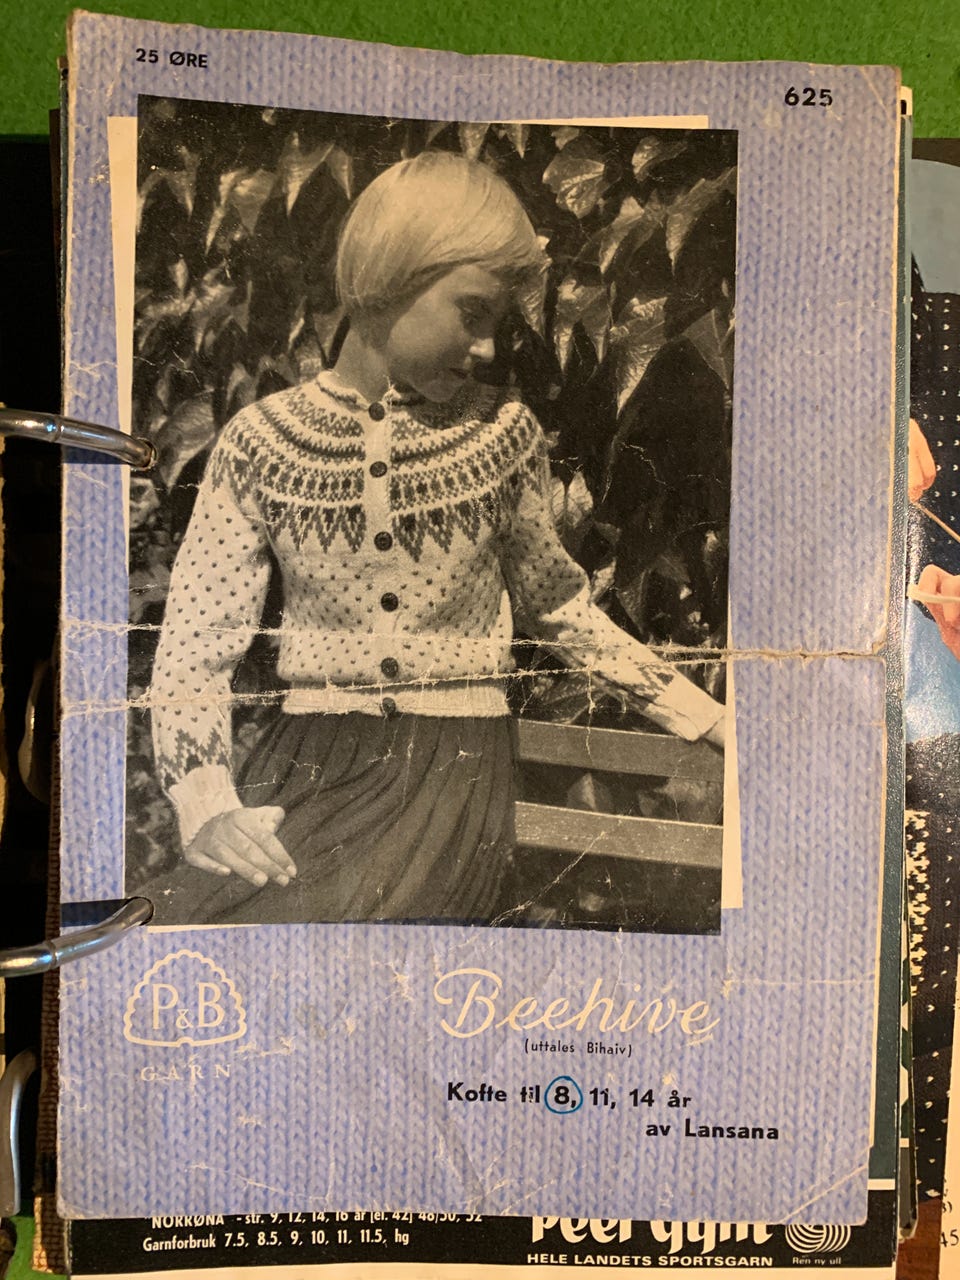 25 ØRE
625
P&B
GARN
Beehive
(uttales Bihaiv)
Kofte til 8, 11, 14 år
av Lansana
"NORRØNA" - str. 9, 12, 14, 16 år (el. 42) 48/50, 52
Garnforbruk 7.5, 8.5, 9, 10, 11, 11.5, hg
Peer Gynt
HELE LANDETS SPORTSGARN
Ren ny ull